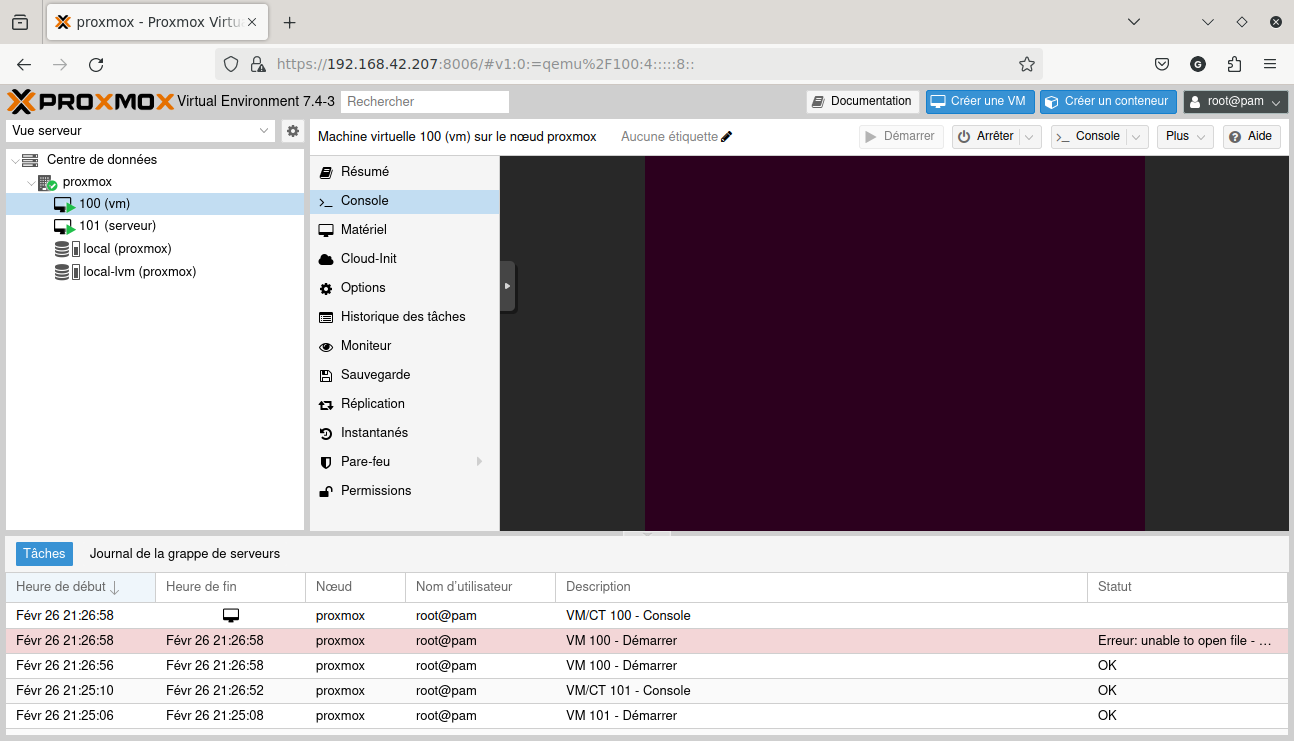 proxmox - Proxmox Virtu
https://192.168.42.207:8006/#v1:0:=qemu%2F100:4:::::8::
PROXMOX Virtual Environment 7.4-3 Rechercher Documentation Créer une VM Créer un conteneur root@pam
Vue serveur
Machine virtuelle 100 (vm) sur le nœud proxmox Aucune étiquette Démarrer Arrêter Console Plus Aide
Centre de données
proxmox
100 (vm)
101 (serveur)
local (proxmox)
local-lvm (proxmox)
Résumé
Console
Matériel
Cloud-Init
Options
Historique des tâches
Moniteur
Sauvegarde
Réplication
Instantanés
Pare-feu
Permissions
Tâches Journal de la grappe de serveurs
Heure de début Heure de fin Nœud Nom d'utilisateur Description Statut
Févr 26 21:26:58 proxmox root@pam VM/CT 100 - Console
Févr 26 21:26:58 Févr 26 21:26:58 proxmox root@pam VM 100 - Démarrer Erreur: unable to open file - ...
Févr 26 21:26:56 Févr 26 21:26:58 proxmox root@pam VM 100 - Démarrer OK
Févr 26 21:25:10 Févr 26 21:26:52 proxmox root@pam VM/CT 101 - Console OK
Févr 26 21:25:06 Févr 26 21:25:08 proxmox root@pam VM 101 - Démarrer OK